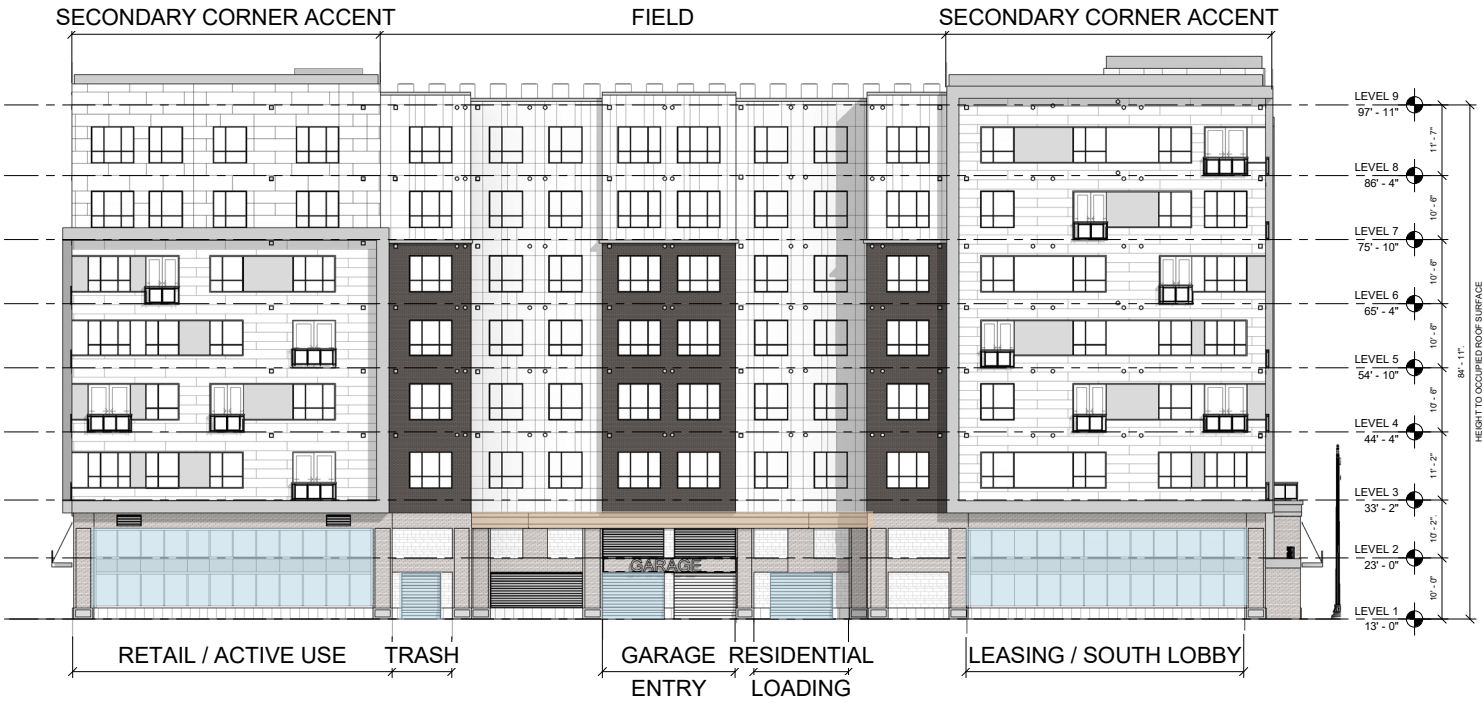 SECONDARY CORNER ACCENT
FIELD
SECONDARY CORNER ACCENT
LEVEL 9
97' - 11"
11' - 7"
LEVEL 8
86' - 4"
10' - 6"
LEVEL 7
75' - 10"
10' - 6"
LEVEL 6
65' - 4"
10' - 6"
LEVEL 5
54' - 10"
10' - 6"
LEVEL 4
44' - 4"
11' - 2"
LEVEL 3
33' - 2"
10' - 2"
LEVEL 2
23' - 0"
10' - 0"
LEVEL 1
13' - 0"
84' - 11"
HEIGHT TO OCCUPIED ROOF SURFACE
GARAGE
RETAIL / ACTIVE USE
TRASH
GARAGE
ENTRY
RESIDENTIAL
LOADING
LEASING / SOUTH LOBBY